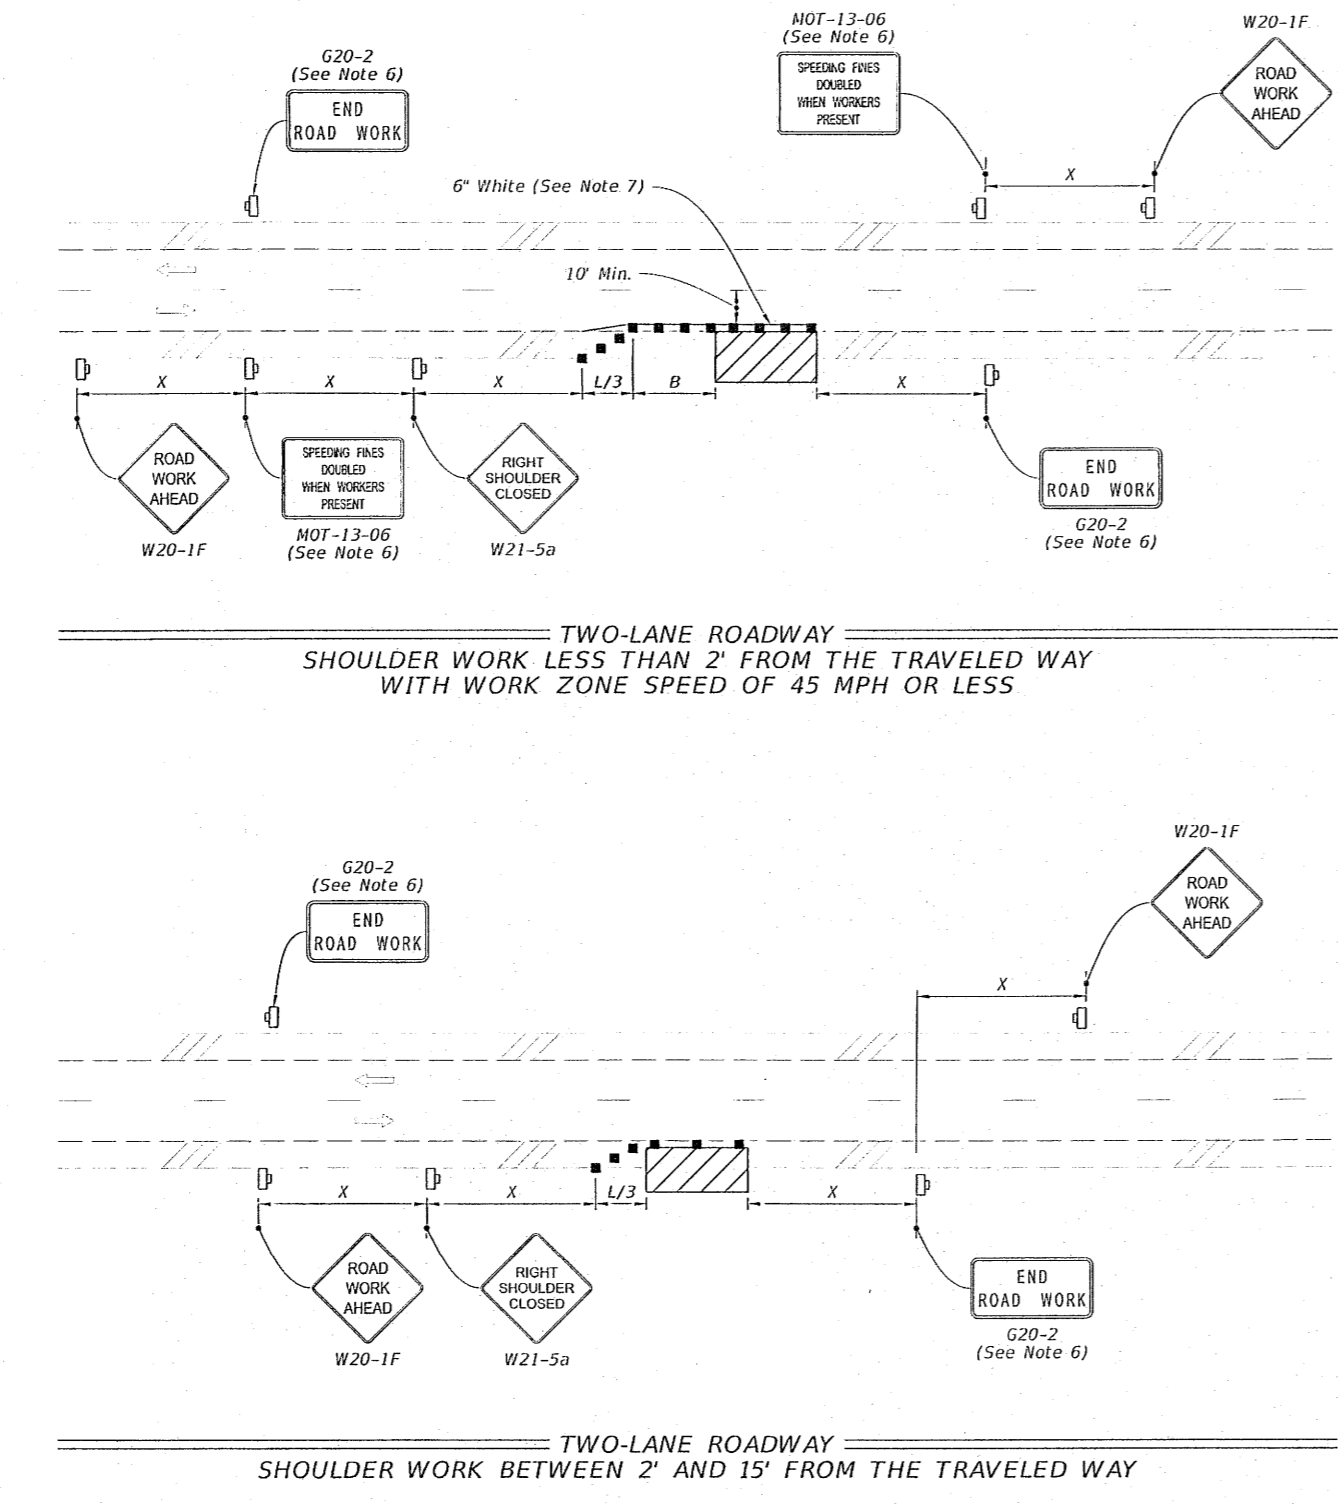 MOT-13-06
(See Note 6)
W20-1F
G20-2
(See Note 6)
SPEEDING FINES
DOUBLED
WHEN WORKERS
PRESENT
ROAD
WORK
AHEAD
END
ROAD WORK
6" White (See Note 7)
X
10' Min.
X
X
X
L/3
B
X
ROAD
WORK
AHEAD
W20-1F
SPEEDING FINES
DOUBLED
WHEN WORKERS
PRESENT
MOT-13-06
(See Note 6)
RIGHT
SHOULDER
CLOSED
W21-5a
END
ROAD WORK
G20-2
(See Note 6)
TWO-LANE ROADWAY
SHOULDER WORK LESS THAN 2' FROM THE TRAVELED WAY
WITH WORK ZONE SPEED OF 45 MPH OR LESS
W20-1F
G20-2
(See Note 6)
ROAD
WORK
AHEAD
END
ROAD WORK
X
X
X
L/3
X
ROAD
WORK
AHEAD
W20-1F
RIGHT
SHOULDER
CLOSED
W21-5a
END
ROAD WORK
G20-2
(See Note 6)
TWO-LANE ROADWAY
SHOULDER WORK BETWEEN 2' AND 15' FROM THE TRAVELED WAY